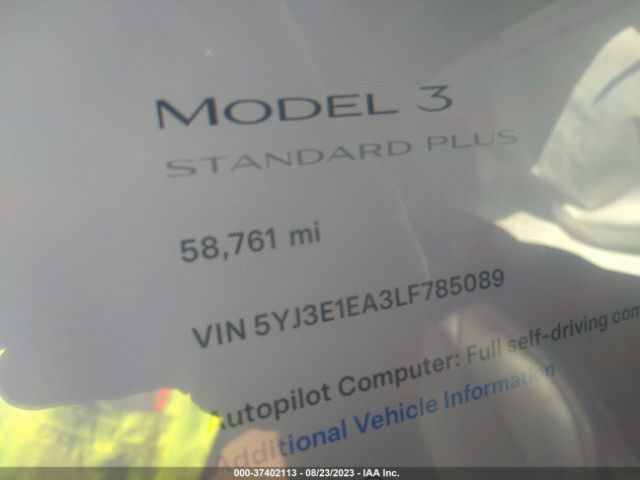 MODEL 3
STANDARD PLUS
58,761 mi
VIN 5YJ3E1EA3LF785089
Autopilot Computer: Full self-driving com
Additional Vehicle Information
000-37402113 - 08/23/2023 - IAA Inc.